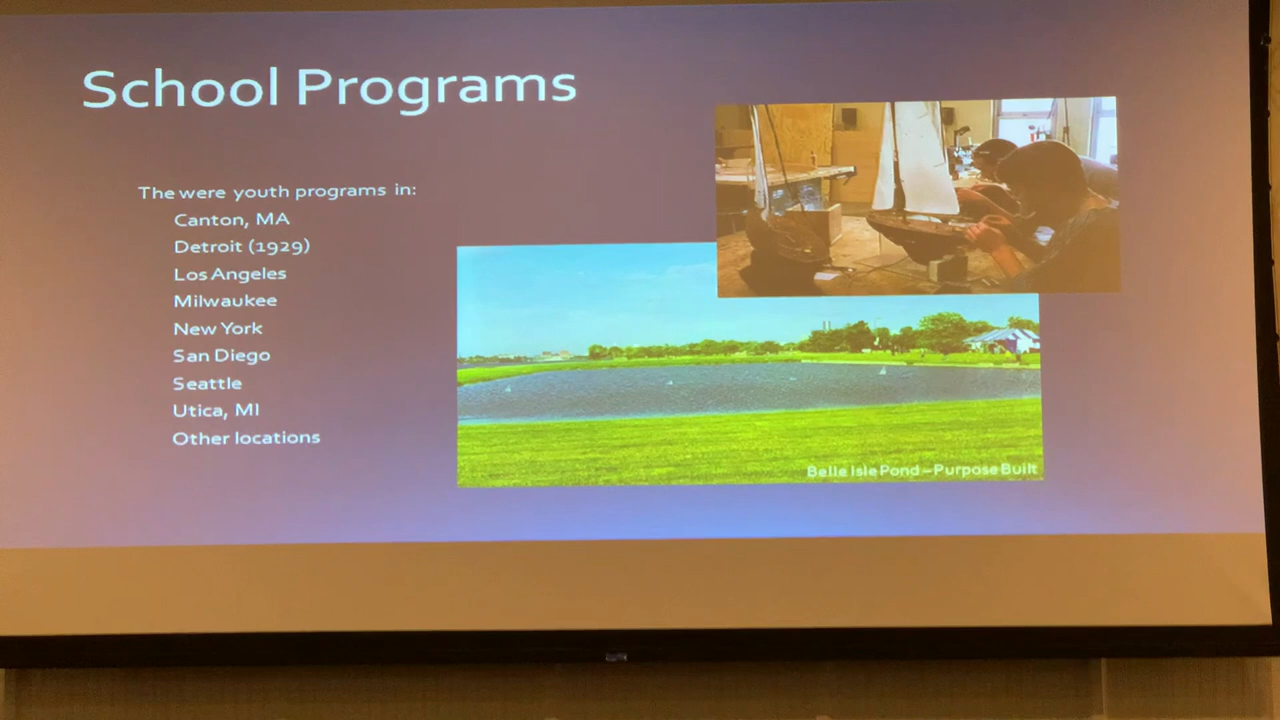 School Programs
The were youth programs in:
Canton, MA
Detroit (1929)
Los Angeles
Milwaukee
New York
San Diego
Seattle
Utica, MI
Other locations
Belle Isle Pond – Purpose Built